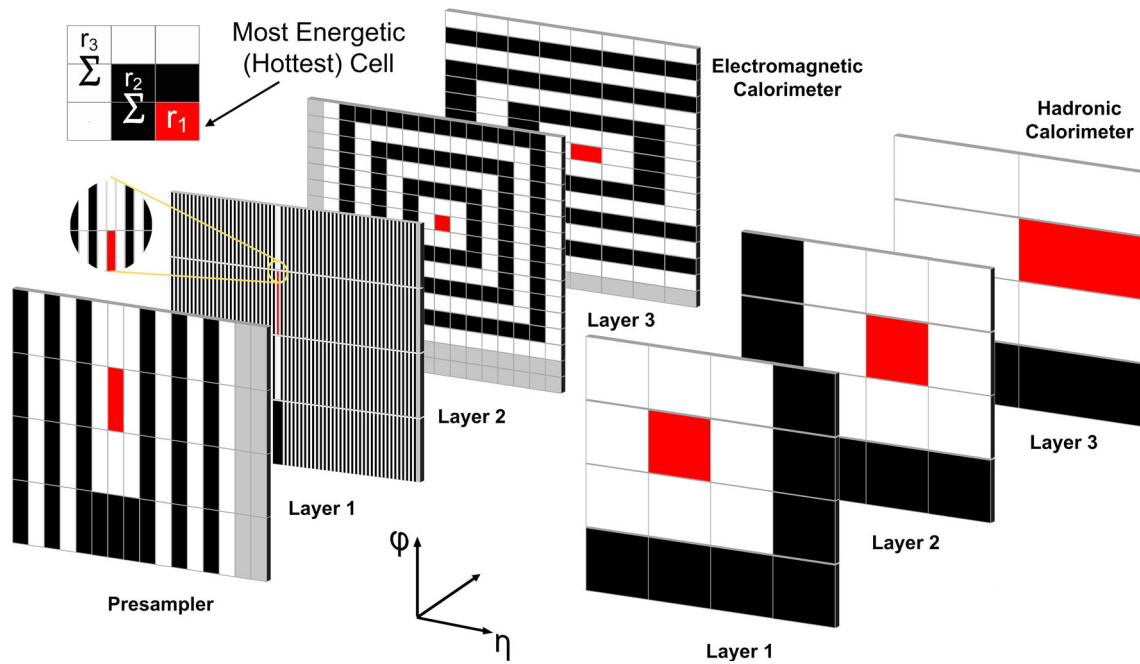 r3
Σ
r2
Σ
r1
Most Energetic
(Hottest) Cell
Electromagnetic
Calorimeter
Hadronic
Calorimeter
Layer 3
Layer 2
Layer 1
Presampler
Layer 3
Layer 2
Layer 1
φ
η